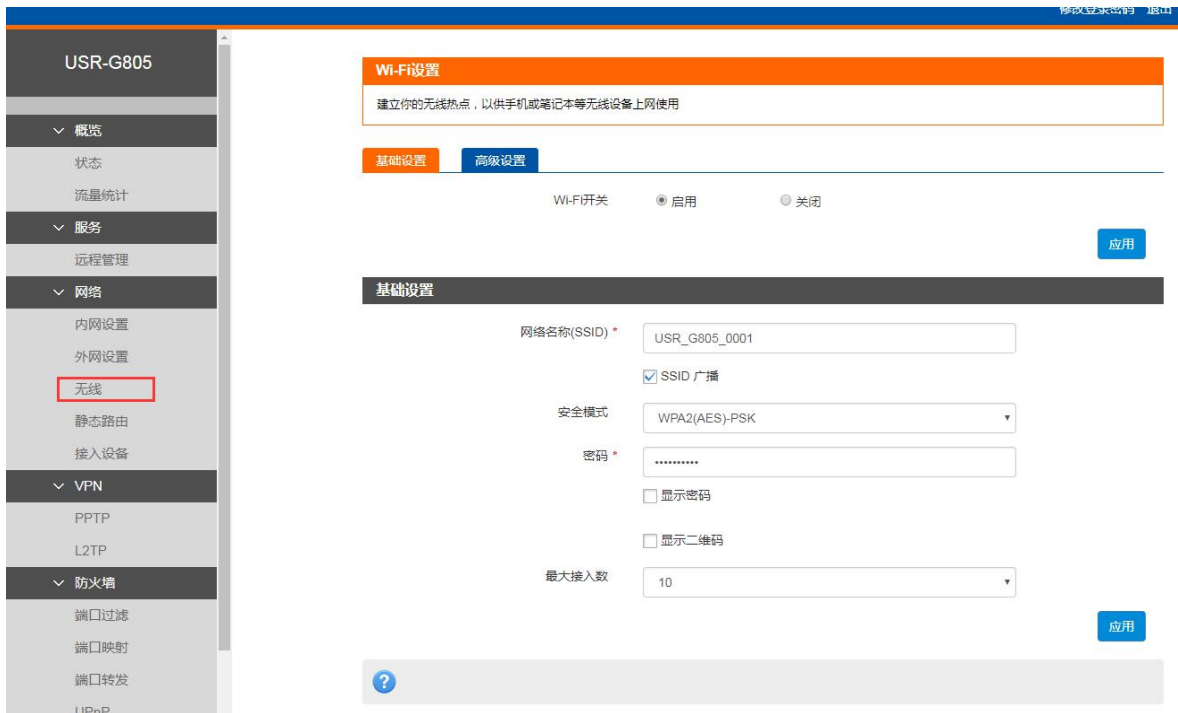 修改登录密码 退出
USR-G805
概览
状态
流量统计
服务
远程管理
网络
内网设置
外网设置
无线
静态路由
接入设备
VPN
PPTP
L2TP
防火墙
端口过滤
端口映射
端口转发
UPnP
Wi-Fi设置
建立你的无线热点，以供手机或笔记本等无线设备上网使用
基础设置 高级设置
Wi-Fi开关 启用 关闭
应用
基础设置
网络名称(SSID) * USR_G805_0001
SSID 广播
安全模式 WPA2(AES)-PSK
密码 * ••••••••••
显示密码
显示二维码
最大接入数 10
应用